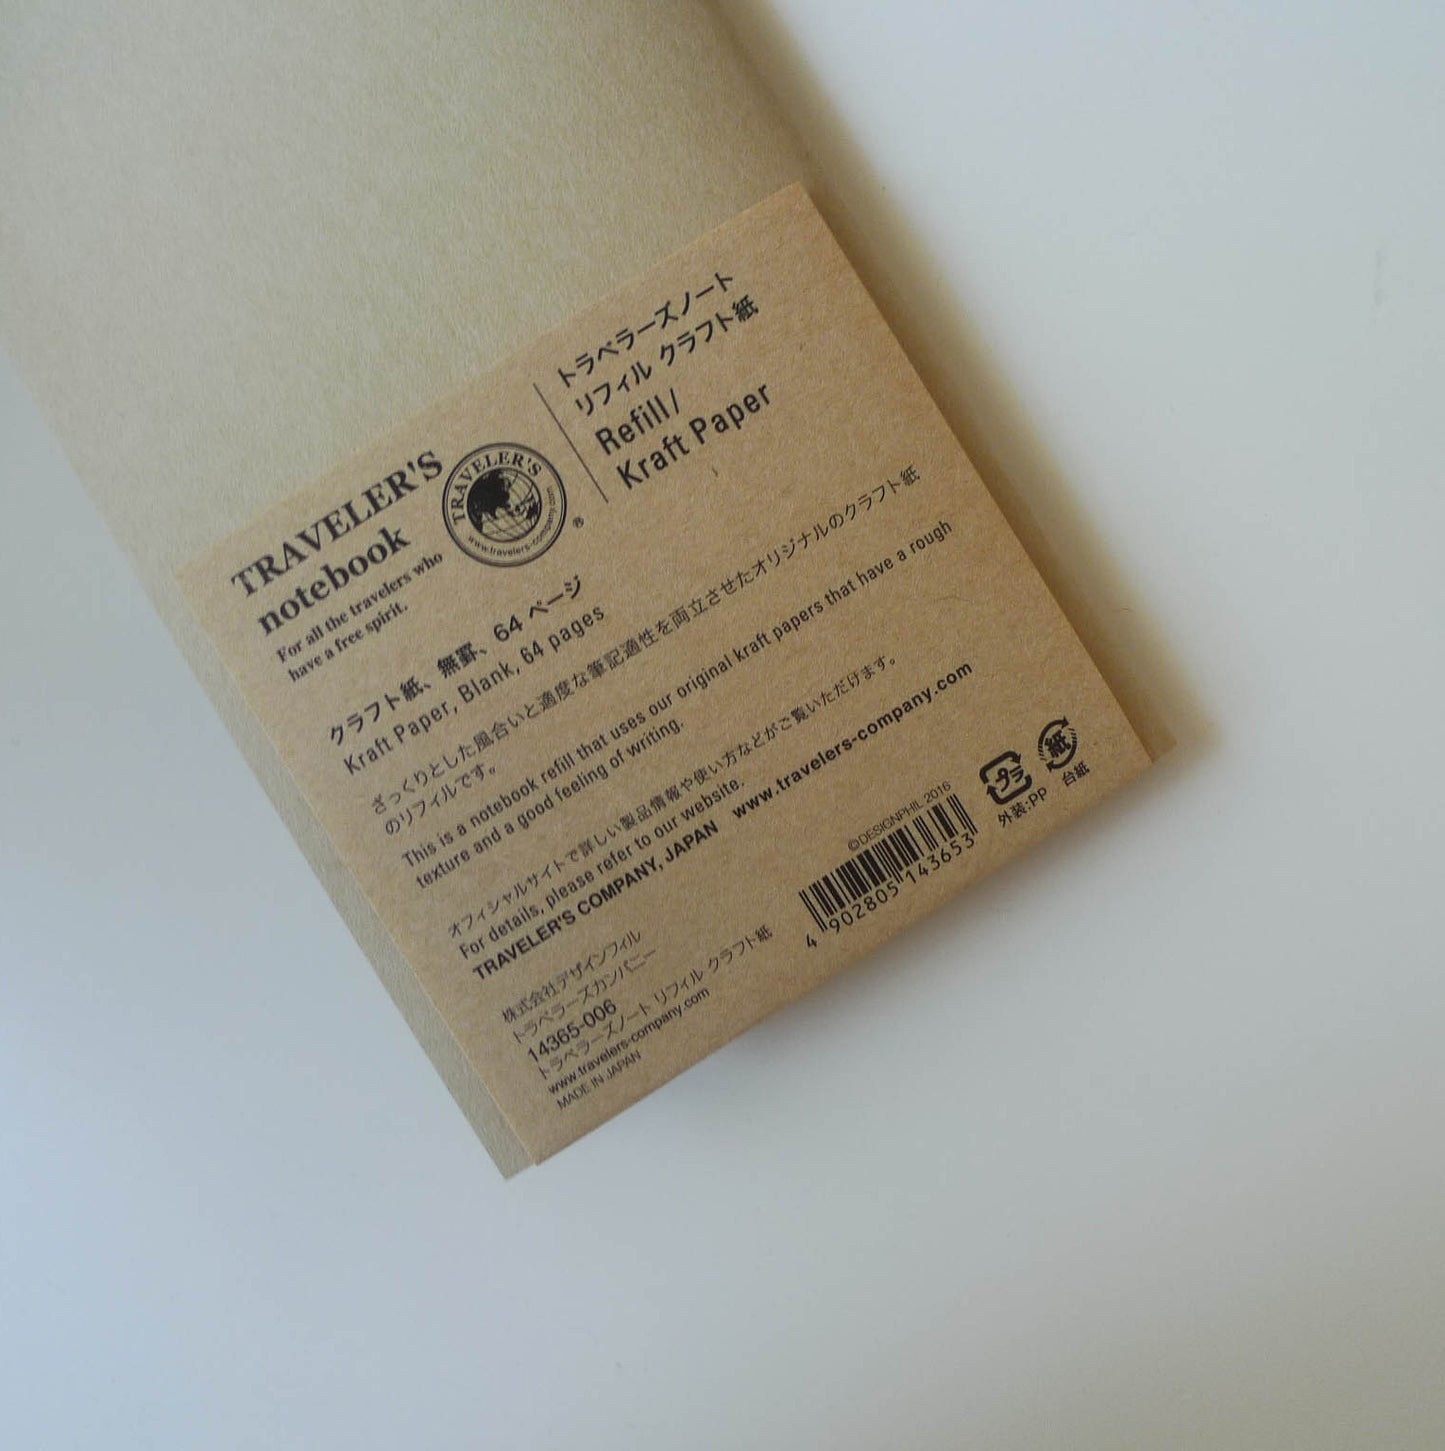 TRAVELER'S
notebook
For all the travelers who
have a free spirit.
TRAVELER'S
www.travelers-company.com
®
トラベラーズノート
リフィル クラフト紙
Refill/
Kraft Paper
クラフト紙、無罫、64 ページ
Kraft Paper, Blank, 64 pages
ざっくりとした風合いと適度な筆記適性を両立させたオリジナルのクラフト紙
のリフィルです。
This is a notebook refill that uses our original kraft papers that have a rough
texture and a good feeling of writing.
オフィシャルサイトで詳しい製品情報や使い方などがご覧いただけます。
For details, please refer to our website.
TRAVELER'S COMPANY, JAPAN www.travelers-company.com
株式会社デザインフィル
トラベラーズカンパニー
14365-006
トラベラーズノート リフィル クラフト紙
www.travelers-company.com
MADE IN JAPAN
©DESIGNPHIL 2016
4 902805 143653
プラ
外装:PP
紙
台紙